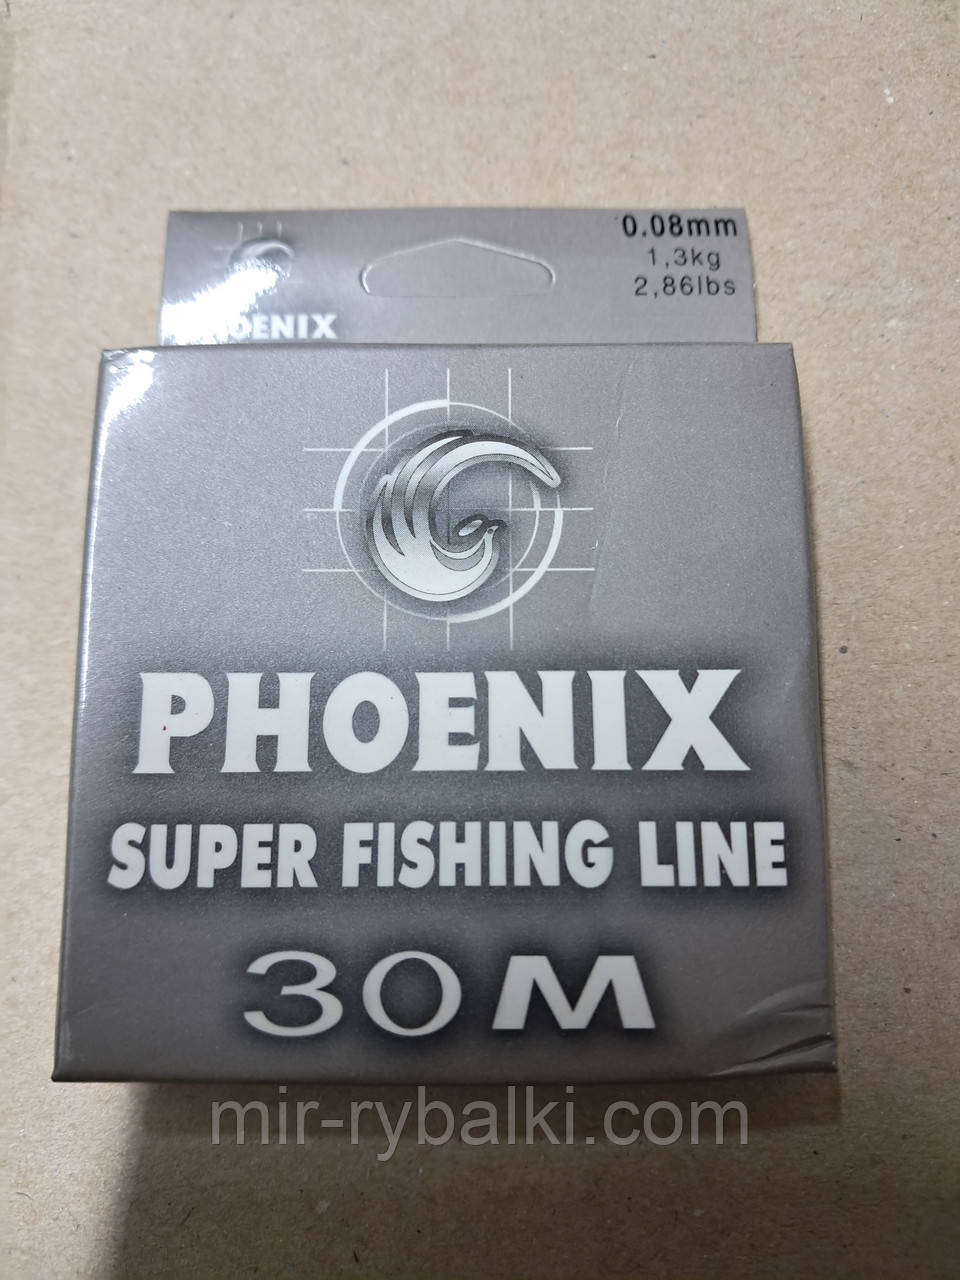 0.08mm
1,3kg
2,86lbs
PHOENIX
PHOENIX
SUPER FISHING LINE
30M
mir-rybalki.com